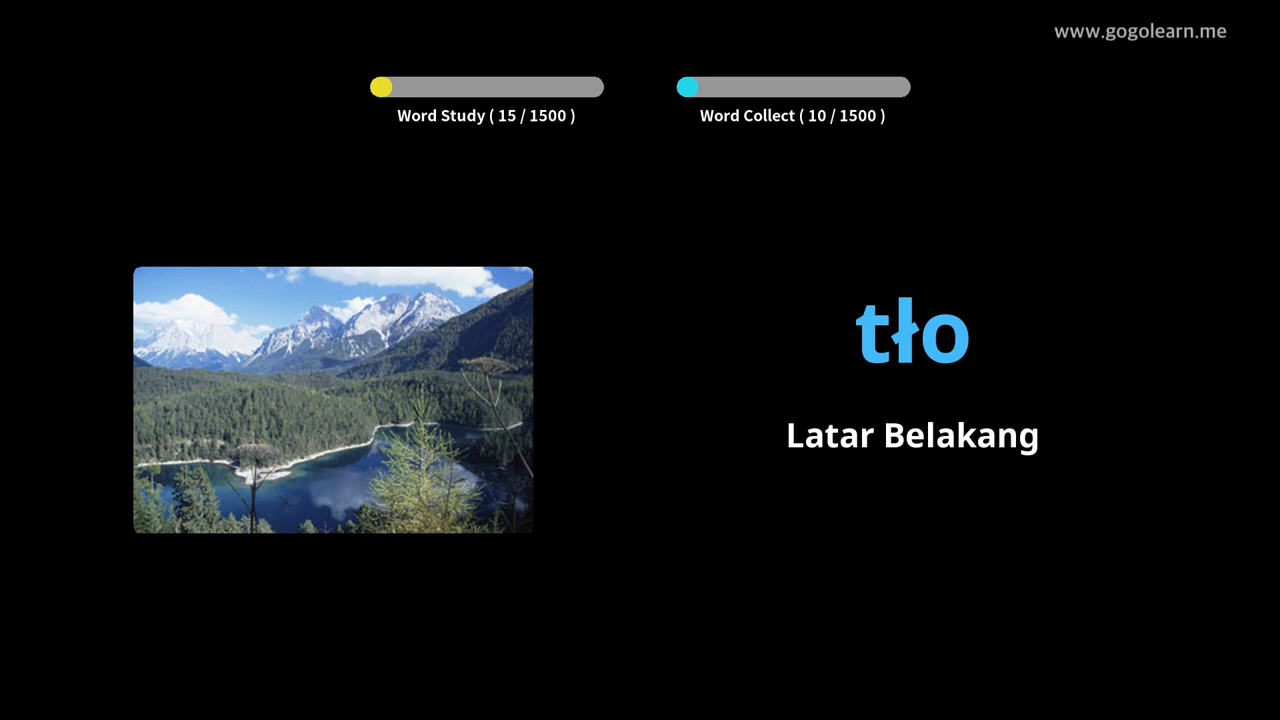 www.gogolearn.me
Word Study ( 15 / 1500 )
Word Collect ( 10 / 1500 )
tło
Latar Belakang